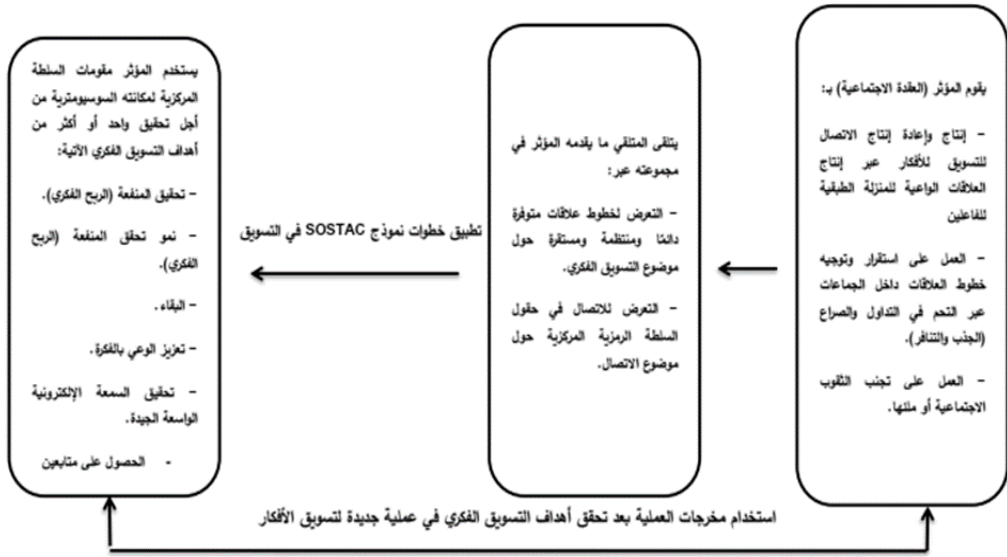 يقوم المؤثر (العقدة الاجتماعية) بـ:
– إنتاج وإعادة إنتاج الاتصال
للتسويق للأفكار عبر إنتاج
العلاقات الواعية للمنزلة الطبقية
للفاعلين
– العمل على استقرار وتوجيه
خطوط العلاقات داخل الجماعات
عبر التحم في التداول والصراع
(الجذب والتنافر).
– العمل على تجنب الثقوب
الاجتماعية أو ملئها.
يتلقى المتلقي ما يقدمه المؤثر في
مجموعته عبر:
– التعرض لخطوط علاقات متوفرة
دائمًا ومنتظمة ومستقرة حول
موضوع التسويق الفكري.
– التعرض للاتصال في حقول
السلطة الرمزية المركزية حول
موضوع الاتصال.
تطبيق خطوات نموذج SOSTAC في التسويق
يستخدم المؤثر مقومات السلطة
المركزية لمكانته السوسيومترية من
أجل تحقيق واحد أو أكثر من
أهداف التسويق الفكري الآتية:
– تحقيق المنفعة (الربح الفكري).
– نمو تحقق المنفعة (الربح
الفكري).
– البقاء.
– تعزيز الوعي بالفكرة.
– تحقيق السمعة الإلكترونية
الواسعة الجيدة.
- الحصول على متابعين
استخدام مخرجات العملية بعد تحقق أهداف التسويق الفكري في عملية جديدة لتسويق الأفكار